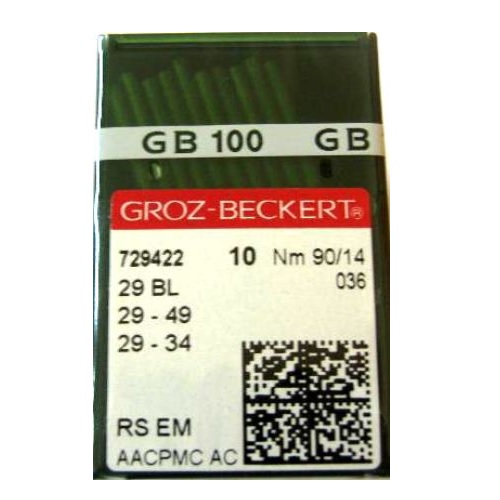 GB 100 GB
GROZ-BECKERT®
729422 10 Nm 90/14
29 BL 036
29 - 49
29 - 34
RS EM
AACPMC AC